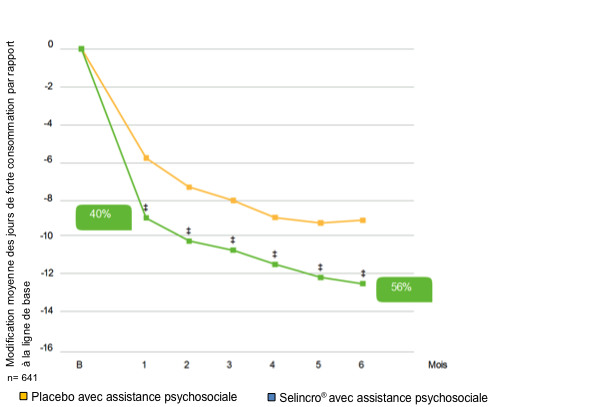 Modification moyenne des jours de forte consommation par rapport
à la ligne de base
0
-2
-4
-6
-8
-10
-12
-14
-16
40%
‡
‡
‡
‡
‡
‡
56%
B 1 2 3 4 5 6 Mois
n= 641
Placebo avec assistance psychosociale
Selincro® avec assistance psychosociale